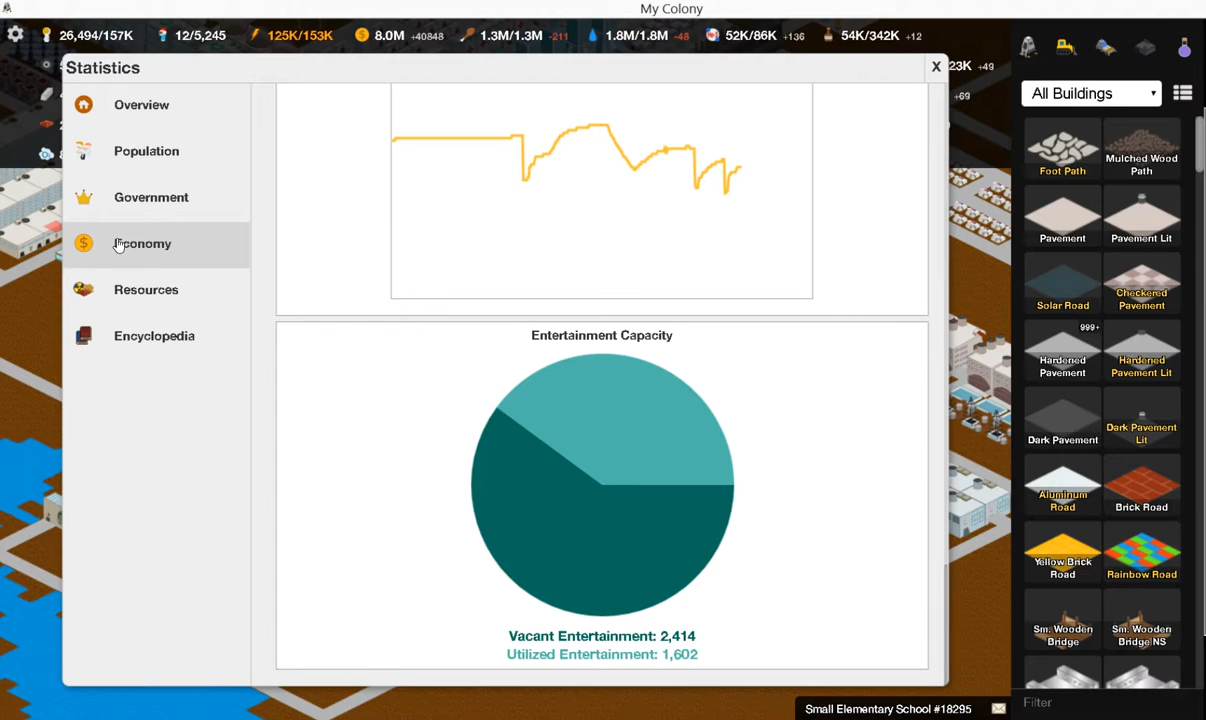 My Colony
26,494/157K 12/5,245 125K/153K 8.0M +40848 1.3M/1.3M -211 1.8M/1.8M -48 52K/86K +136 54K/342K +12
Statistics
X
23K +49
+69
Overview
Population
Government
Economy
Resources
Encyclopedia
Entertainment Capacity
Vacant Entertainment: 2,414
Utilized Entertainment: 1,602
All Buildings
Foot Path
Mulched Wood
Path
Pavement
Pavement Lit
Solar Road
Checkered
Pavement
999+
Hardened
Pavement
Hardened
Pavement Lit
Dark Pavement
Dark Pavement
Lit
Aluminum
Road
Brick Road
Yellow Brick
Road
Rainbow Road
Sm. Wooden
Bridge
Sm. Wooden
Bridge NS
Filter
Small Elementary School #18295